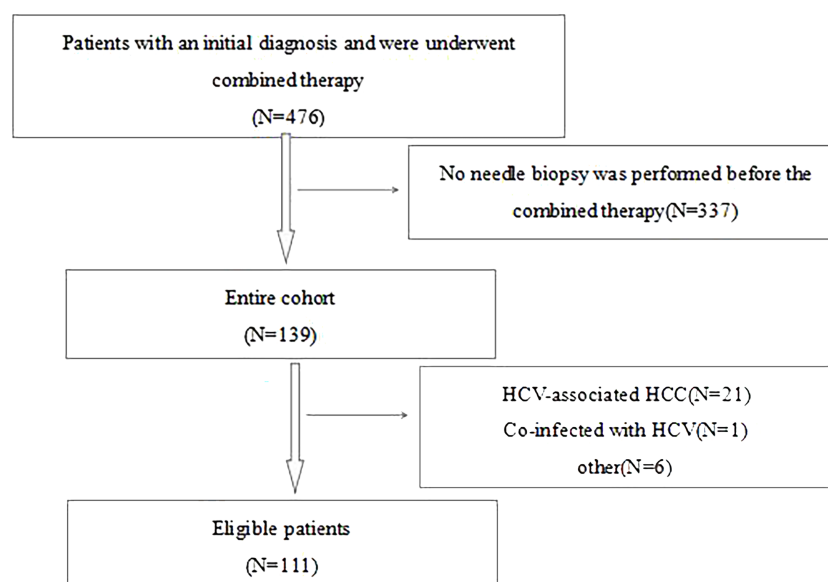 Patients with an initial diagnosis and were underwent
combined therapy
(N=476)
No needle biopsy was performed before the
combined therapy(N=337)
Entire cohort
(N=139)
HCV-associated HCC(N=21)
Co-infected with HCV(N=1)
other(N=6)
Eligible patients
(N=111)